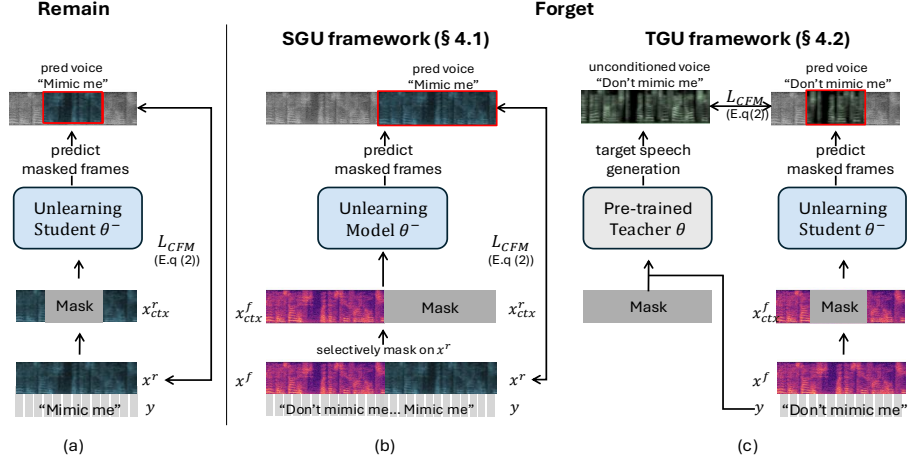 Remain
Forget
SGU framework (§ 4.1)
TGU framework (§ 4.2)
pred voice
“Mimic me”
predict
masked frames
Unlearning
Student θ⁻
L_CFM
(E.q (2))
Mask
x^r_ctx
x^r
“Mimic me”
y
(a)
pred voice
“Mimic me”
predict
masked frames
Unlearning
Model θ⁻
L_CFM
(E.q (2))
x^f_ctx
Mask
x^r_ctx
selectively mask on x^r
x^f
x^r
“Don’t mimic me... Mimic me”
y
(b)
unconditioned voice
“Don’t mimic me”
L_CFM
(E.q(2))
pred voice
“Don’t mimic me”
target speech
generation
predict
masked frames
Pre-trained
Teacher θ
Unlearning
Student θ⁻
Mask
x^f_ctx
Mask
x^f
y
“Don’t mimic me”
(c)